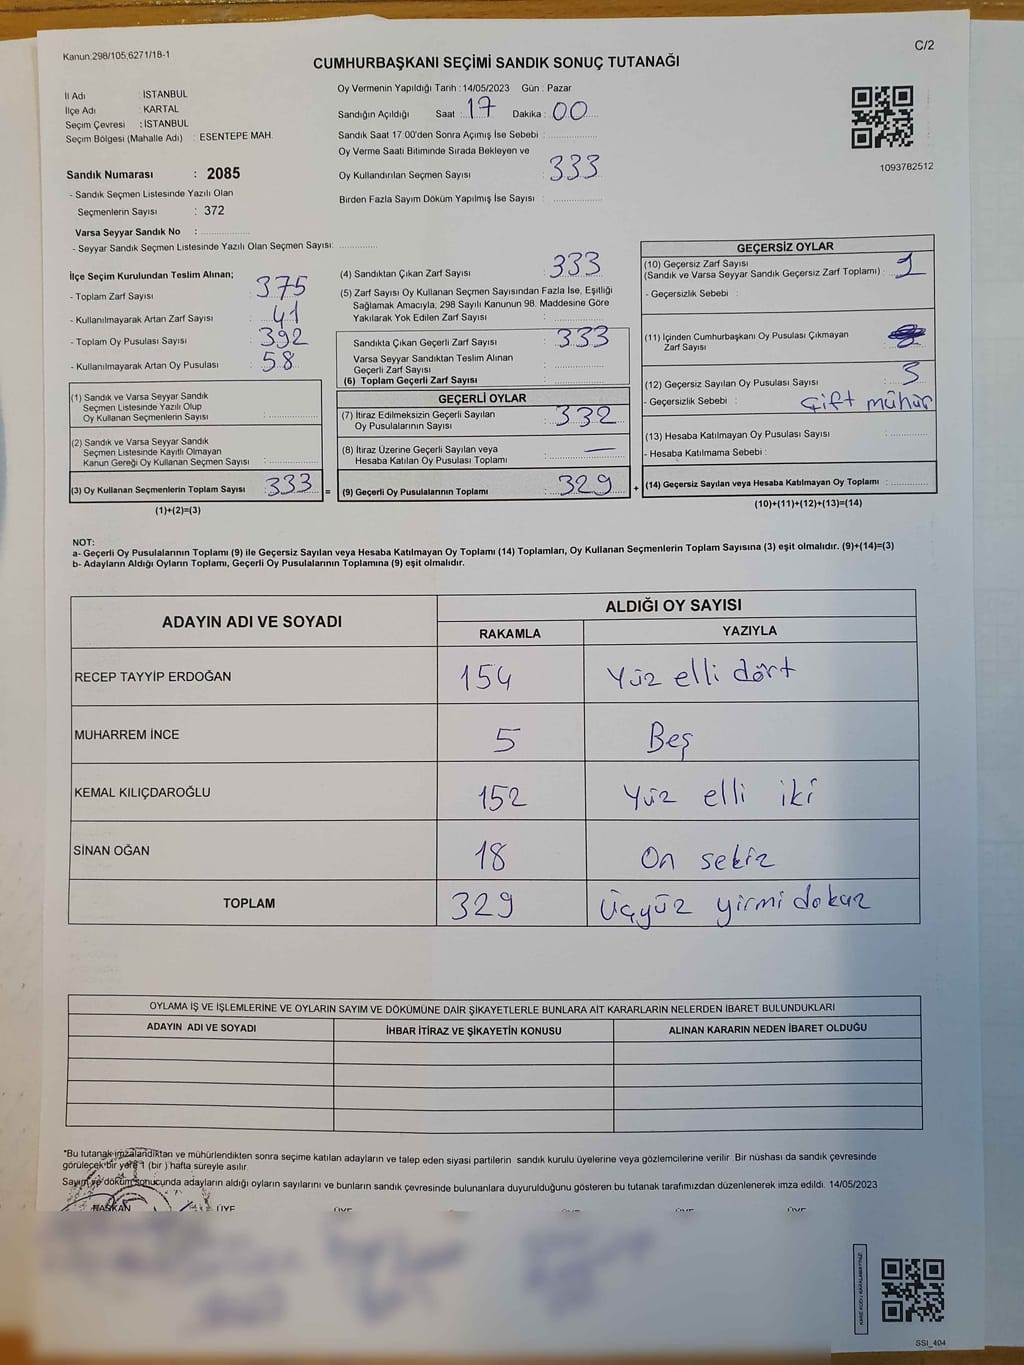 Kanun:298/105,6271/18-1
C/2
CUMHURBAŞKANI SEÇİMİ SANDIK SONUÇ TUTANAĞI
İl Adı : İSTANBUL
İlçe Adı : KARTAL
Seçim Çevresi : İSTANBUL
Seçim Bölgesi (Mahalle Adı) : ESENTEPE MAH.
Sandık Numarası : 2085
- Sandık Seçmen Listesinde Yazılı Olan
Seçmenlerin Sayısı : 372
Varsa Seyyar Sandık No :
- Seyyar Sandık Seçmen Listesinde Yazılı Olan Seçmen Sayısı:
Oy Vermenin Yapıldığı Tarih : 14/05/2023 Gün : Pazar
Sandığın Açıldığı Saat : 17 Dakika : 00
Sandık Saat 17:00'den Sonra Açımış İse Sebebi :
Oy Verme Saati Bitiminde Sırada Bekleyen ve
Oy Kullandırılan Seçmen Sayısı : 333
Birden Fazla Sayım Döküm Yapılmış İse Sayısı :
1093782512
İlçe Seçim Kurulundan Teslim Alınan;
- Toplam Zarf Sayısı : 375
- Kullanılmayarak Artan Zarf Sayısı : 41
- Toplam Oy Pusulası Sayısı : 392
- Kullanılmayarak Artan Oy Pusulası : 58
(1) Sandık ve Varsa Seyyar Sandık
Seçmen Listesinde Yazılı Olup
Oy Kullanan Seçmenlerin Sayısı :
(2) Sandık ve Varsa Seyyar Sandık
Seçmen Listesinde Kayıtlı Olmayan
Kanun Gereği Oy Kullanan Seçmen Sayısı :
(3) Oy Kullanan Seçmenlerin Toplam Sayısı : 333 =
(1)+(2)=(3)
(4) Sandıktan Çıkan Zarf Sayısı : 333
(5) Zarf Sayısı Oy Kullanan Seçmen Sayısından Fazla İse, Eşitliği
Sağlamak Amacıyla, 298 Sayılı Kanunun 98. Maddesine Göre
Yakılarak Yok Edilen Zarf Sayısı :
Sandıkta Çıkan Geçerli Zarf Sayısı : 333
Varsa Seyyar Sandıktan Teslim Alınan
Geçerli Zarf Sayısı :
(6) Toplam Geçerli Zarf Sayısı :
GEÇERLİ OYLAR
(7) İtiraz Edilmeksizin Geçerli Sayılan
Oy Pusulalarının Sayısı : 332
(8) İtiraz Üzerine Geçerli Sayılan veya
Hesaba Katılan Oy Pusulası Toplamı : —
(9) Geçerli Oy Pusulalarının Toplamı : 329 +
GEÇERSİZ OYLAR
(10) Geçersiz Zarf Sayısı
(Sandık ve Varsa Seyyar Sandık Geçersiz Zarf Toplamı) : 1
- Geçersizlik Sebebi :
(11) İçinden Cumhurbaşkanı Oy Pusulası Çıkmayan
Zarf Sayısı :
(12) Geçersiz Sayılan Oy Pusulası Sayısı : 3
- Geçersizlik Sebebi : Çift mühür
(13) Hesaba Katılmayan Oy Pusulası Sayısı :
- Hesaba Katılmama Sebebi :
(14) Geçersiz Sayılan veya Hesaba Katılmayan Oy Toplamı :
(10)+(11)+(12)+(13)=(14)
NOT:
a- Geçerli Oy Pusulalarının Toplamı (9) ile Geçersiz Sayılan veya Hesaba Katılmayan Oy Toplamı (14) Toplamları, Oy Kullanan Seçmenlerin Toplam Sayısına (3) eşit olmalıdır. (9)+(14)=(3)
b- Adayların Aldığı Oyların Toplamı, Geçerli Oy Pusulalarının Toplamına (9) eşit olmalıdır.
ADAYIN ADI VE SOYADI
ALDIĞI OY SAYISI
RAKAMLA YAZIYLA
RECEP TAYYİP ERDOĞAN 154 Yüz elli dört
MUHARREM İNCE 5 Beş
KEMAL KILIÇDAROĞLU 152 Yüz elli iki
SİNAN OĞAN 18 On sekiz
TOPLAM 329 Üçyüz yirmi dokuz
OYLAMA İŞ VE İŞLEMLERİNE VE OYLARIN SAYIM VE DÖKÜMÜNE DAİR ŞİKAYETLERLE BUNLARA AİT KARARLARIN NELERDEN İBARET BULUNDUKLARI
ADAYIN ADI VE SOYADI İHBAR İTİRAZ VE ŞİKAYETİN KONUSU ALINAN KARARIN NEDEN İBARET OLDUĞU
"Bu tutanak imzalandıktan ve mühürlendikten sonra seçime katılan adayların ve talep eden siyasi partilerin sandık kurulu üyelerine veya gözlemcilerine verilir. Bir nüshası da sandık çevresinde
görülecek bir yere 1 (bir ) hafta süreyle asılır.
Sayım ve döküm sonucunda adayların aldığı oyların sayılarını ve bunların sandık çevresinde bulunanlara duyurulduğunu gösteren bu tutanak tarafımızdan düzenlenerek imza edildi. 14/05/2023
BAŞKAN ÜYE ÜYE ÜYE ÜYE ÜYE
SSI_404